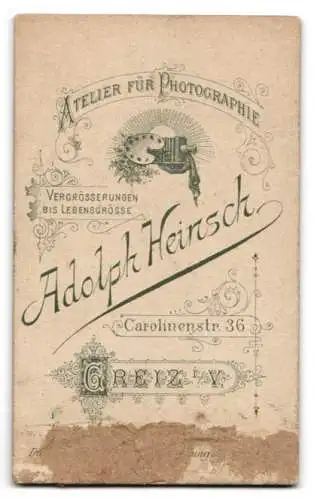 ATELIER FÜR PHOTOGRAPHIE
VERGRÖSSERUNGEN
BIS LEBENSGRÖSSE
Adolph Heinsch
Carolinenstr. 36
GREIZ I. V.